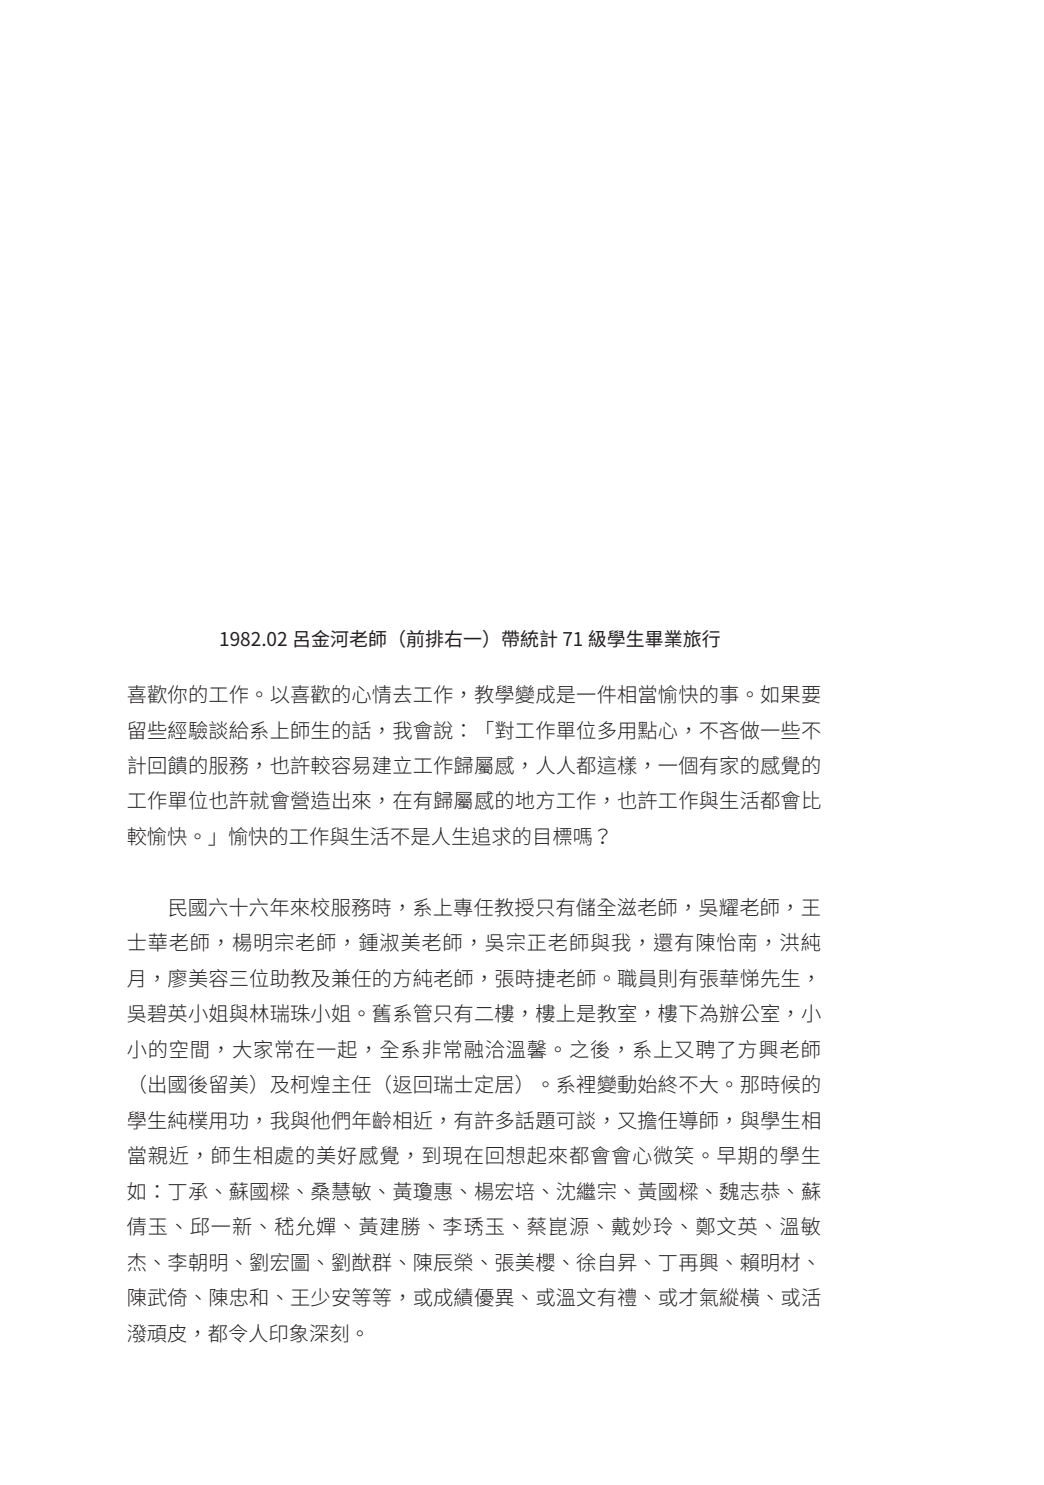 1982.02 呂金河老師（前排右一）帶統計 71 級學生畢業旅行
喜歡你的工作。以喜歡的心情去工作，教學變成是一件相當愉快的事。如果要
留些經驗談給系上師生的話，我會說：「對工作單位多用點心，不吝做一些不
計回饋的服務，也許較容易建立工作歸屬感，人人都這樣，一個有家的感覺的
工作單位也許就會營造出來，在有歸屬感的地方工作，也許工作與生活都會比
較愉快。」愉快的工作與生活不是人生追求的目標嗎？
民國六十六年來校服務時，系上專任教授只有儲全滋老師，吳耀老師，王
士華老師，楊明宗老師，鍾淑美老師，吳宗正老師與我，還有陳怡南，洪純
月，廖美容三位助教及兼任的方純老師，張時捷老師。職員則有張華悌先生，
吳碧英小姐與林瑞珠小姐。舊系管只有二樓，樓上是教室，樓下為辦公室，小
小的空間，大家常在一起，全系非常融洽溫馨。之後，系上又聘了方興老師
（出國後留美）及柯煌主任（返回瑞士定居）。系裡變動始終不大。那時候的
學生純樸用功，我與他們年齡相近，有許多話題可談，又擔任導師，與學生相
當親近，師生相處的美好感覺，到現在回想起來都會會心微笑。早期的學生
如：丁承、蘇國樑、桑慧敏、黃瓊惠、楊宏培、沈繼宗、黃國樑、魏志恭、蘇
倩玉、邱一新、嵇允嬋、黃建勝、李琇玉、蔡崑源、戴妙玲、鄭文英、溫敏
杰、李朝明、劉宏圖、劉猷群、陳辰榮、張美櫻、徐自昇、丁再興、賴明材、
陳武倚、陳忠和、王少安等等，或成績優異、或溫文有禮、或才氣縱橫、或活
潑頑皮，都令人印象深刻。